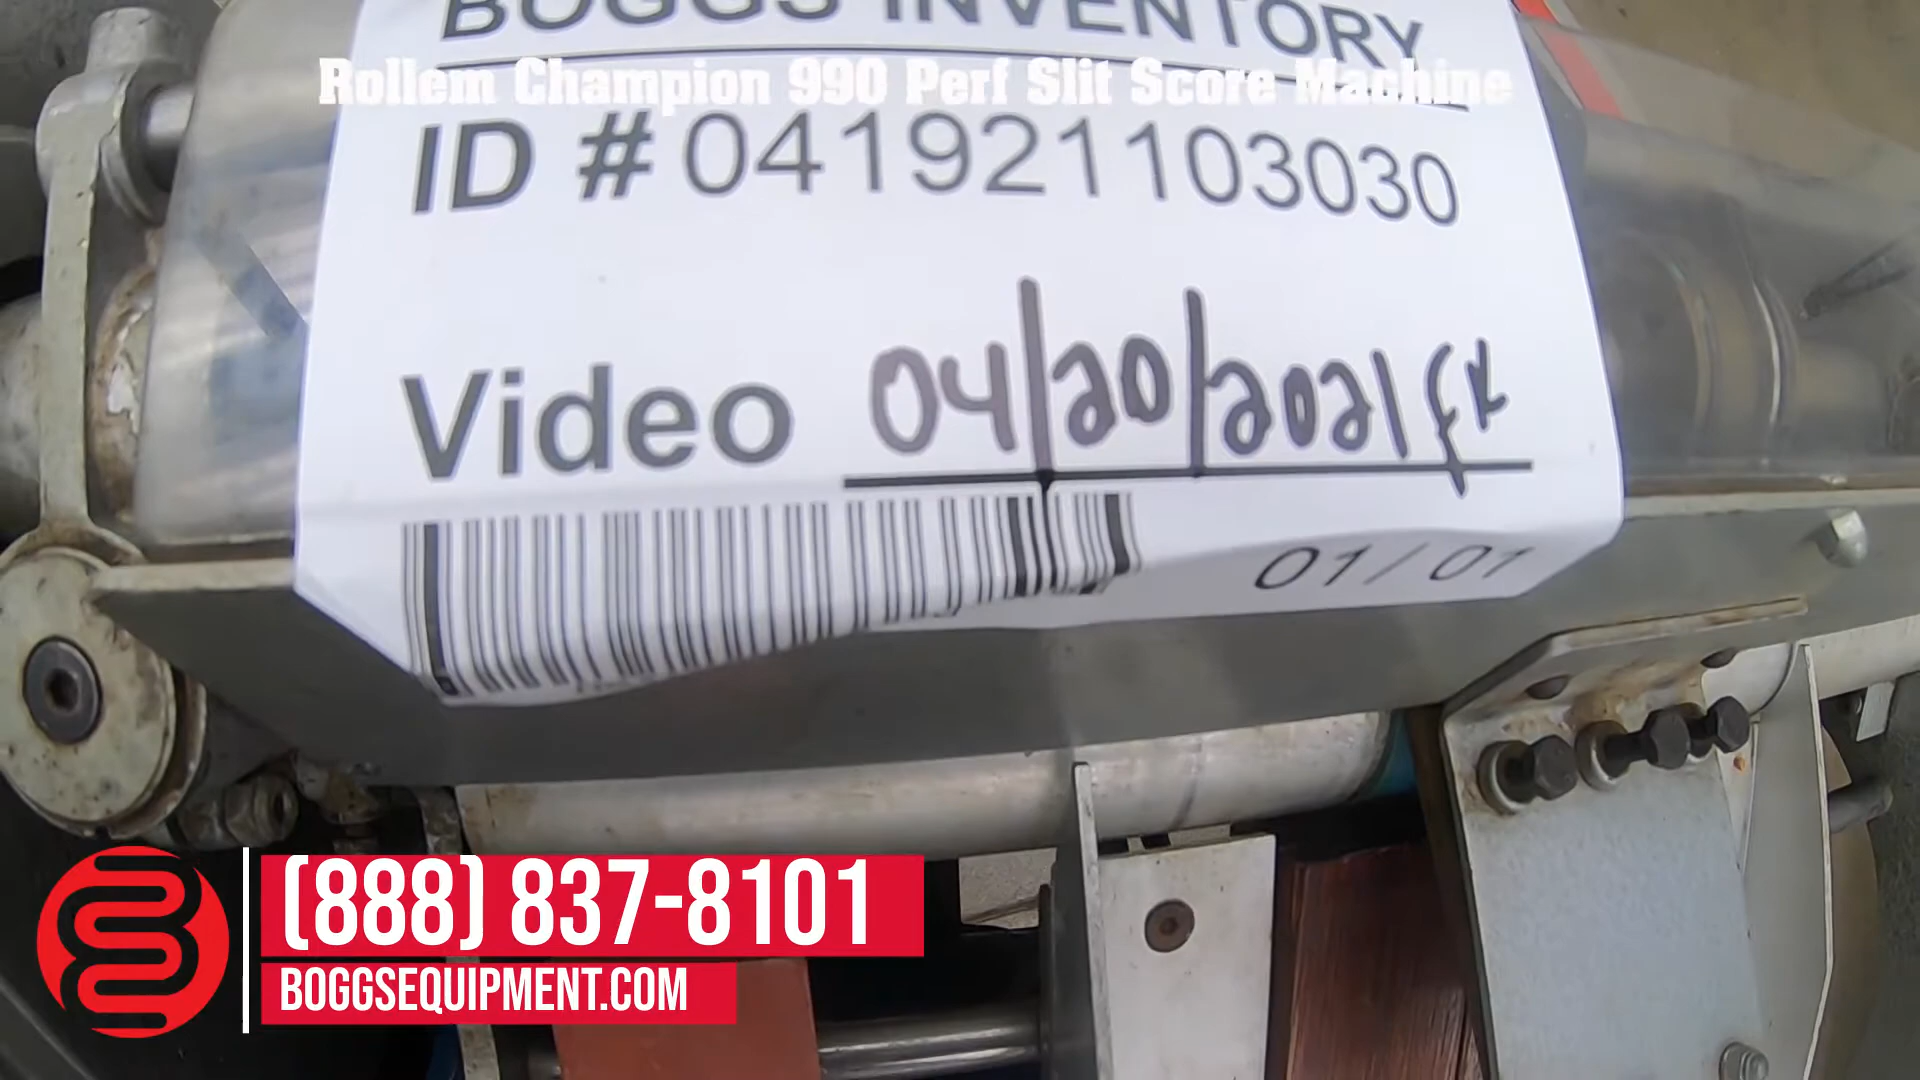 BOGGS INVENTORY
Rollem Champion 990 Perf Slit Score Machine
ID # 041921103030
Video 04/20/2021 fr
01/01
(888) 837-8101
BOGGSEQUIPMENT.COM